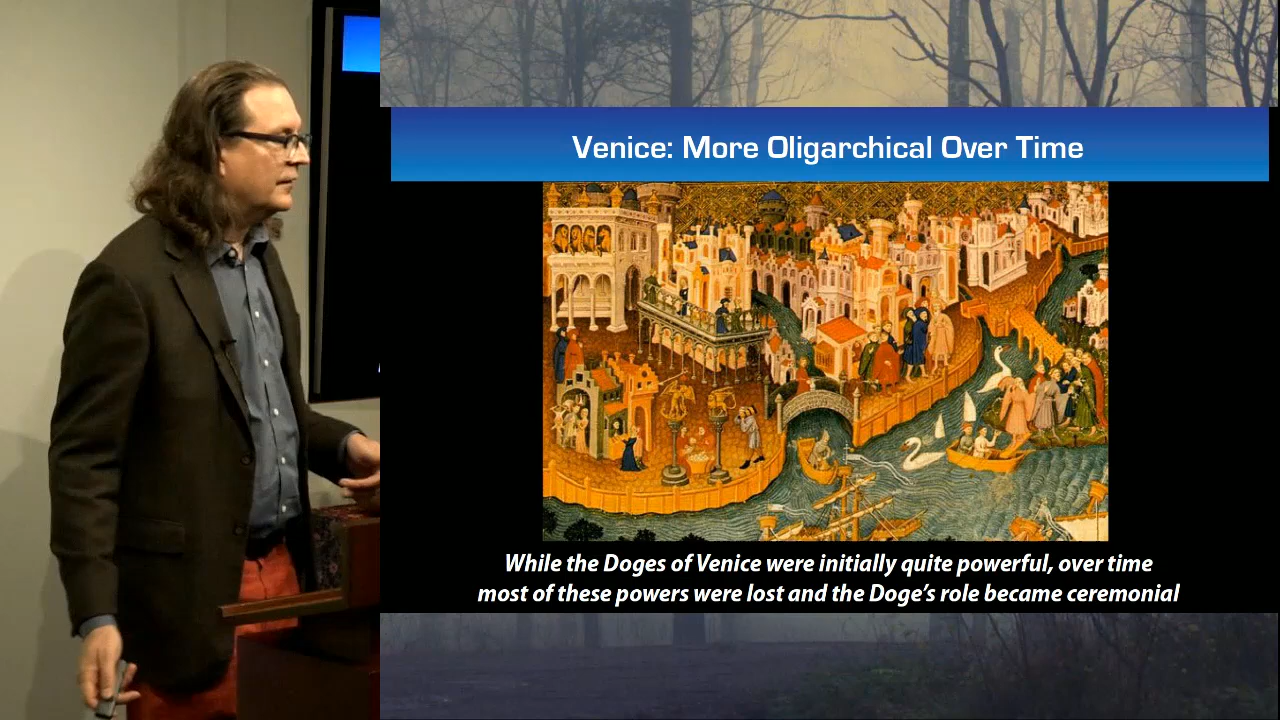 Venice: More Oligarchical Over Time
While the Doges of Venice were initially quite powerful, over time
most of these powers were lost and the Doge's role became ceremonial